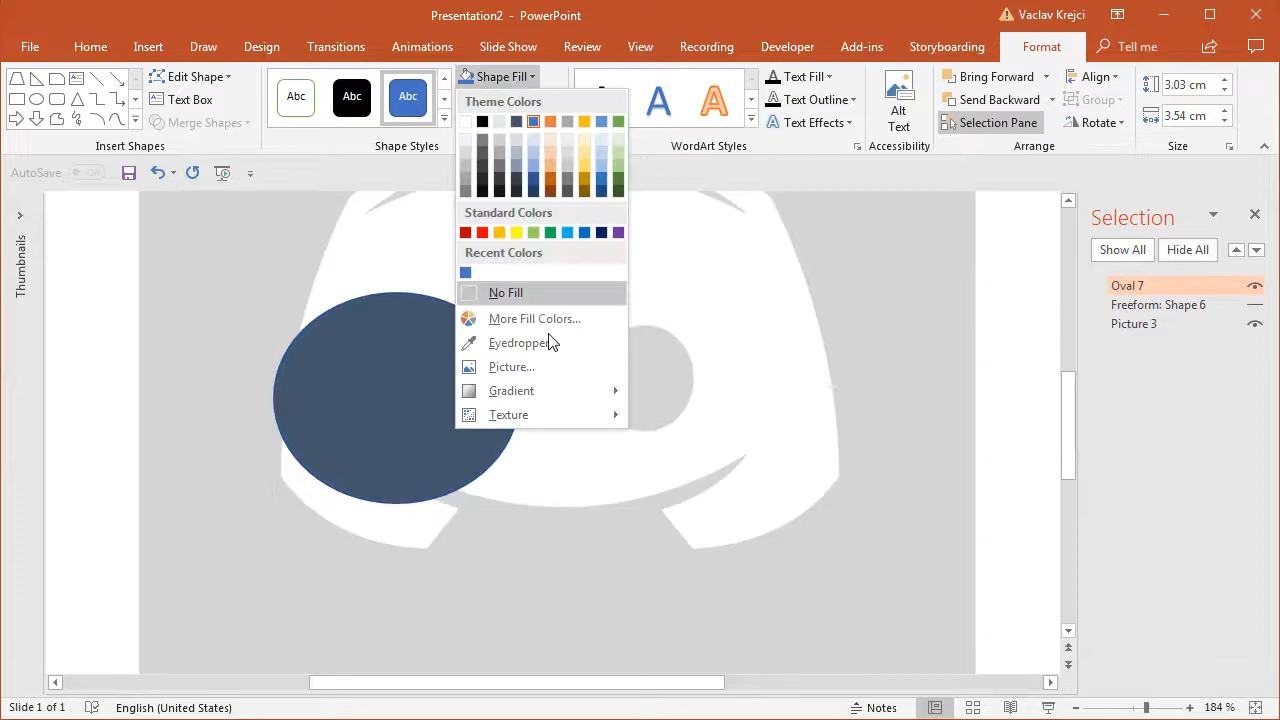 Presentation2 - PowerPoint
Vaclav Krejci
File Home Insert Draw Design Transitions Animations Slide Show Review View Recording Developer Add-ins Storyboarding Format Tell me
Edit Shape
Text Box
Merge Shapes
Insert Shapes
Abc Abc Abc
Shape Styles
Shape Fill
Text Fill
Text Outline
Text Effects
WordArt Styles
Alt
Text
Accessibility
Bring Forward
Send Backward
Selection Pane
Align
Group
Rotate
Arrange
3.03 cm
3.54 cm
Size
AutoSave Off
Theme Colors
Standard Colors
Recent Colors
No Fill
More Fill Colors...
Eyedropper
Picture...
Gradient
Texture
Thumbnails
Selection
Show All Hide All
Oval 7
Freeform: Shape 6
Picture 3
Slide 1 of 1 English (United States) Notes 184 %